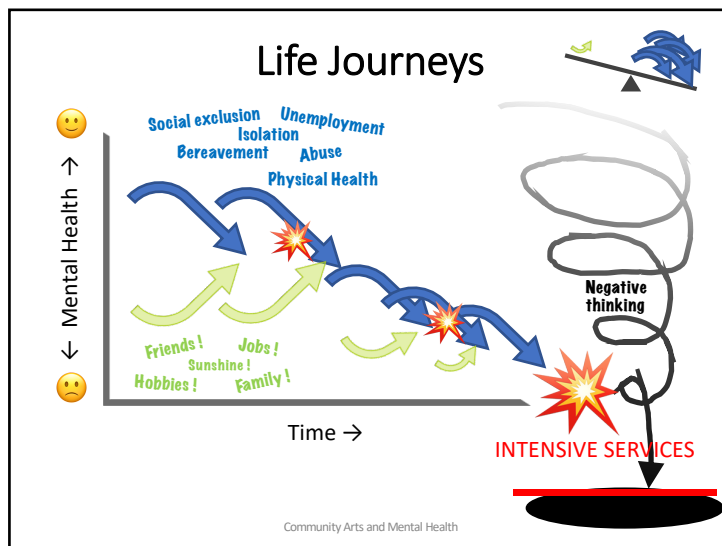 Life Journeys
Social exclusion
Unemployment
Isolation
Bereavement
Abuse
Physical Health
← Mental Health →
Negative
thinking
Friends !
Jobs !
Sunshine !
Hobbies !
Family !
Time →
INTENSIVE SERVICES
Community Arts and Mental Health